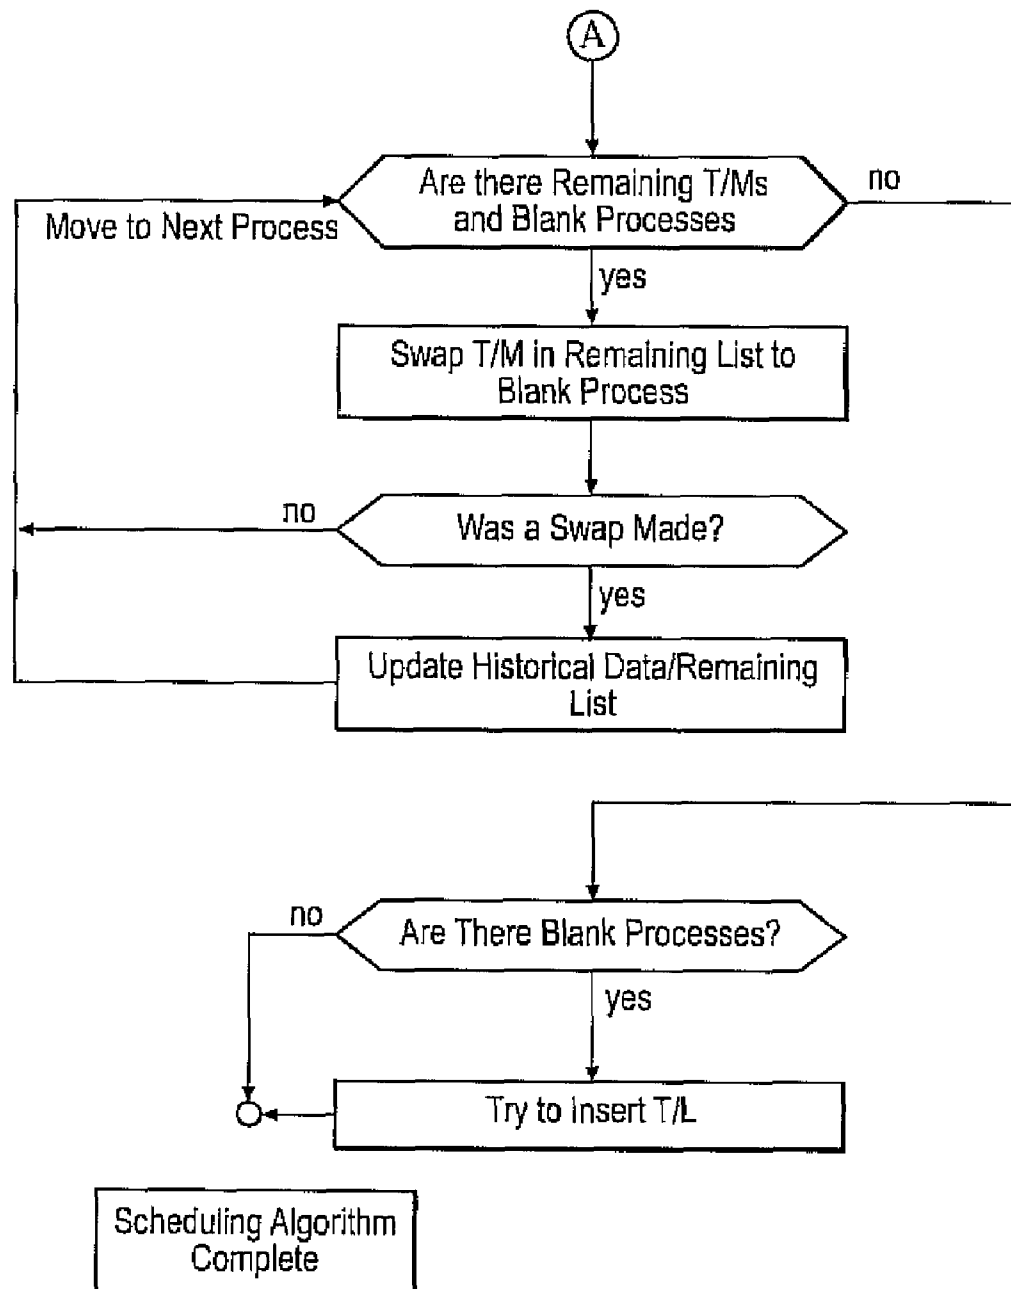 A
Are there Remaining T/Ms
and Blank Processes
no
Move to Next Process
yes
Swap T/M in Remaining List to
Blank Process
no
Was a Swap Made?
yes
Update Historical Data/Remaining
List
no
Are There Blank Processes?
yes
Try to Insert T/L
Scheduling Algorithm
Complete